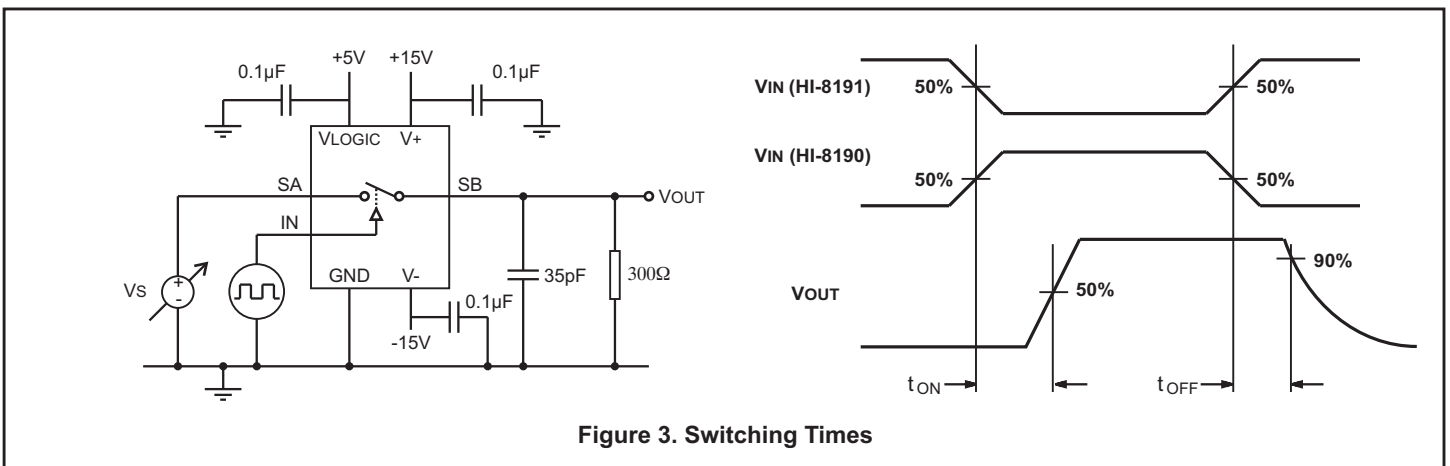 +5V +15V
0.1µF 0.1µF
VLOGIC V+
SA SB VOUT
IN
GND V-
VS 35pF 300Ω
0.1µF
-15V
VIN (HI-8191) 50% 50%
VIN (HI-8190)
50% 50%
90%
VOUT 50%
tON tOFF
Figure 3. Switching Times